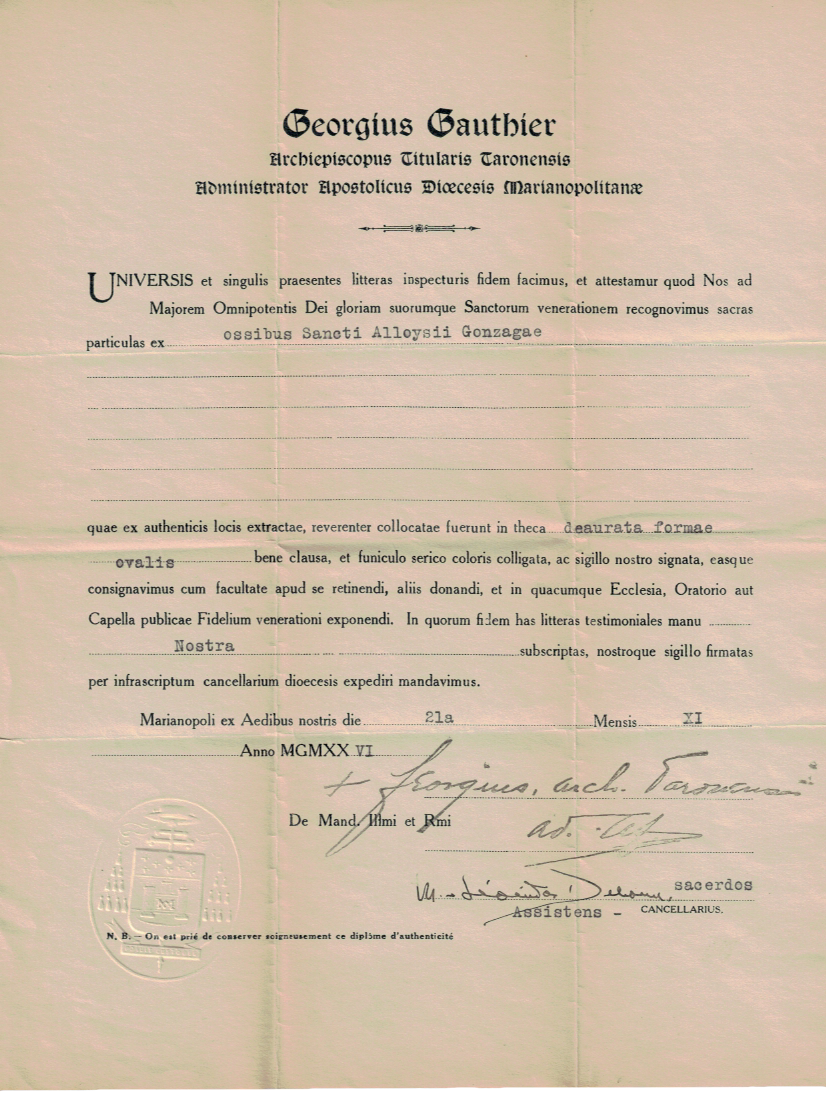 Georgius Gauthier
Archiepiscopus Titularis Taronensis
Administrator Apostolicus Diœcesis Marianopolitanæ
UNIVERSIS et singulis praesentes litteras inspecturis fidem facimus, et attestamur quod Nos ad
Majorem Omnipotentis Dei gloriam suorumque Sanctorum venerationem recognovimus sacras
particulas ex ossibus Sancti Alloysii Gonzagae
quae ex authenticis locis extractae, reverenter collocatae fuerunt in theca deaurata formae
ovalis bene clausa, et funiculo serico coloris colligata, ac sigillo nostro signata, easque
consignavimus cum facultate apud se retinendi, aliis donandi, et in quacumque Ecclesia, Oratorio aut
Capella publicae Fidelium venerationi exponendi. In quorum fidem has litteras testimoniales manu
Nostra subscriptas, nostroque sigillo firmatas
per infrascriptum cancellarium dioecesis expediri mandavimus.
Marianopoli ex Aedibus nostris die 21a Mensis XI
Anno MGMXX VI
+ Georgius, arch. Taronensis
De Mand. Illmi et Rmi ad.
sacerdos
Assistens - CANCELLARIUS.
N. B. — On est prié de conserver soigneusement ce diplôme d'authenticité